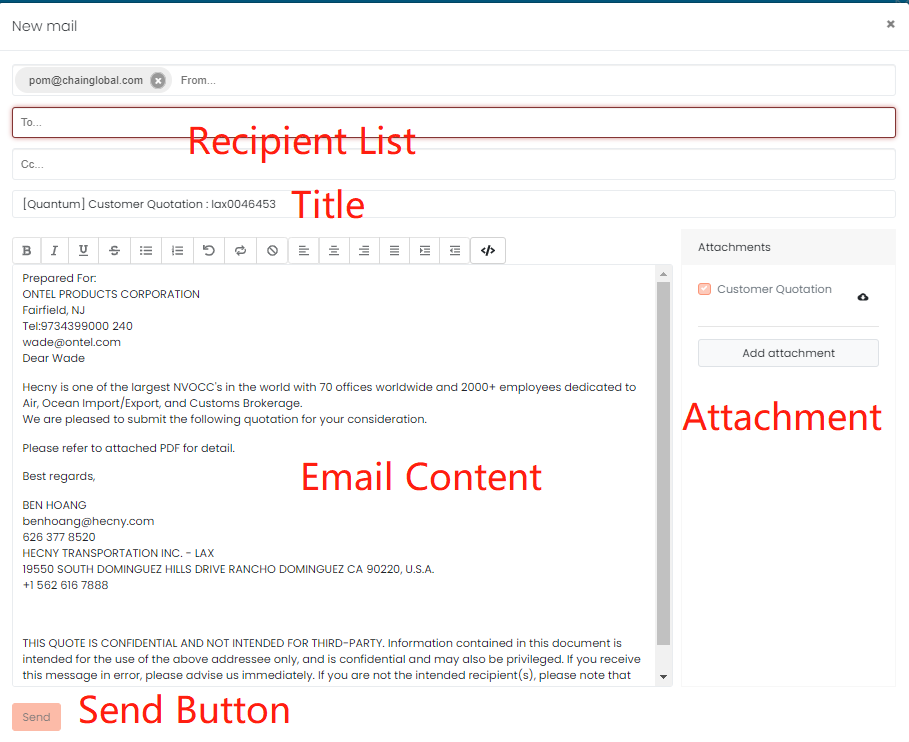 New mail
pom@chainglobal.com From...
To...
Recipient List
Cc...
[Quantum] Customer Quotation : lax0046453
Title
B I U S
Attachments
Customer Quotation
Add attachment
Attachment
Prepared For:
ONTEL PRODUCTS CORPORATION
Fairfield, NJ
Tel:9734399000 240
wade@ontel.com
Dear Wade
Hecny is one of the largest NVOCC's in the world with 70 offices worldwide and 2000+ employees dedicated to
Air, Ocean Import/Export, and Customs Brokerage.
We are pleased to submit the following quotation for your consideration.
Please refer to attached PDF for detail.
Email Content
Best regards,
BEN HOANG
benhoang@hecny.com
626 377 8520
HECNY TRANSPORTATION INC. - LAX
19550 SOUTH DOMINGUEZ HILLS DRIVE RANCHO DOMINGUEZ CA 90220, U.S.A.
+1 562 616 7888
THIS QUOTE IS CONFIDENTIAL AND NOT INTENDED FOR THIRD-PARTY. Information contained in this document is
intended for the use of the above addressee only, and is confidential and may also be privileged. If you receive
this message in error, please advise us immediately. If you are not the intended recipient(s), please note that
Send
Send Button